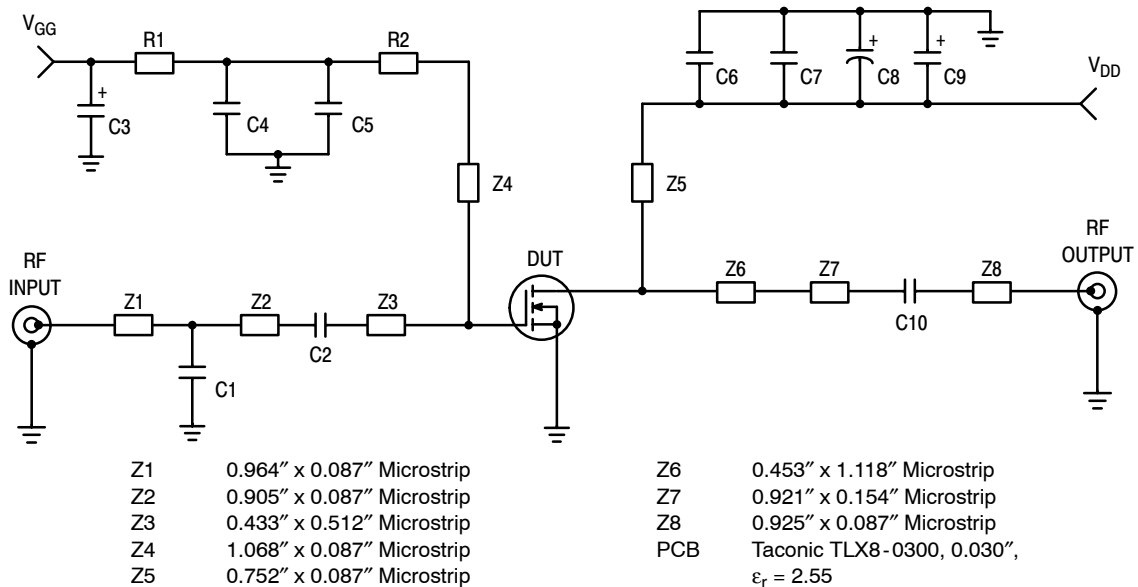 V_GG
R1
R2
+
C3
C4
C5
Z4
C6
C7
+
C8
+
C9
V_DD
Z5
RF
INPUT
Z1
Z2
C2
Z3
C1
DUT
Z6
Z7
C10
Z8
RF
OUTPUT
Z1 0.964″ x 0.087″ Microstrip
Z2 0.905″ x 0.087″ Microstrip
Z3 0.433″ x 0.512″ Microstrip
Z4 1.068″ x 0.087″ Microstrip
Z5 0.752″ x 0.087″ Microstrip
Z6 0.453″ x 1.118″ Microstrip
Z7 0.921″ x 0.154″ Microstrip
Z8 0.925″ x 0.087″ Microstrip
PCB Taconic TLX8-0300, 0.030″,
εr = 2.55